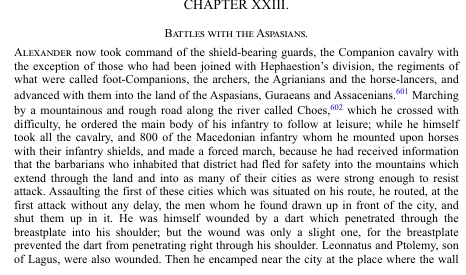 CHAPTER XXIII.
BATTLES WITH THE ASPASIANS.
ALEXANDER now took command of the shield-bearing guards, the Companion cavalry with
the exception of those who had been joined with Hephaestion's division, the regiments of
what were called foot-Companions, the archers, the Agrianians and the horse-lancers, and
advanced with them into the land of the Aspasians, Guraeans and Assacenians.601 Marching
by a mountainous and rough road along the river called Choes,602 which he crossed with
difficulty, he ordered the main body of his infantry to follow at leisure; while he himself
took all the cavalry, and 800 of the Macedonian infantry whom he mounted upon horses
with their infantry shields, and made a forced march, because he had received information
that the barbarians who inhabited that district had fled for safety into the mountains which
extend through the land and into as many of their cities as were strong enough to resist
attack. Assaulting the first of these cities which was situated on his route, he routed, at the
first attack without any delay, the men whom he found drawn up in front of the city, and
shut them up in it. He was himself wounded by a dart which penetrated through the
breastplate into his shoulder; but the wound was only a slight one, for the breastplate
prevented the dart from penetrating right through his shoulder. Leonnatus and Ptolemy, son
of Lagus, were also wounded. Then he encamped near the city at the place where the wall